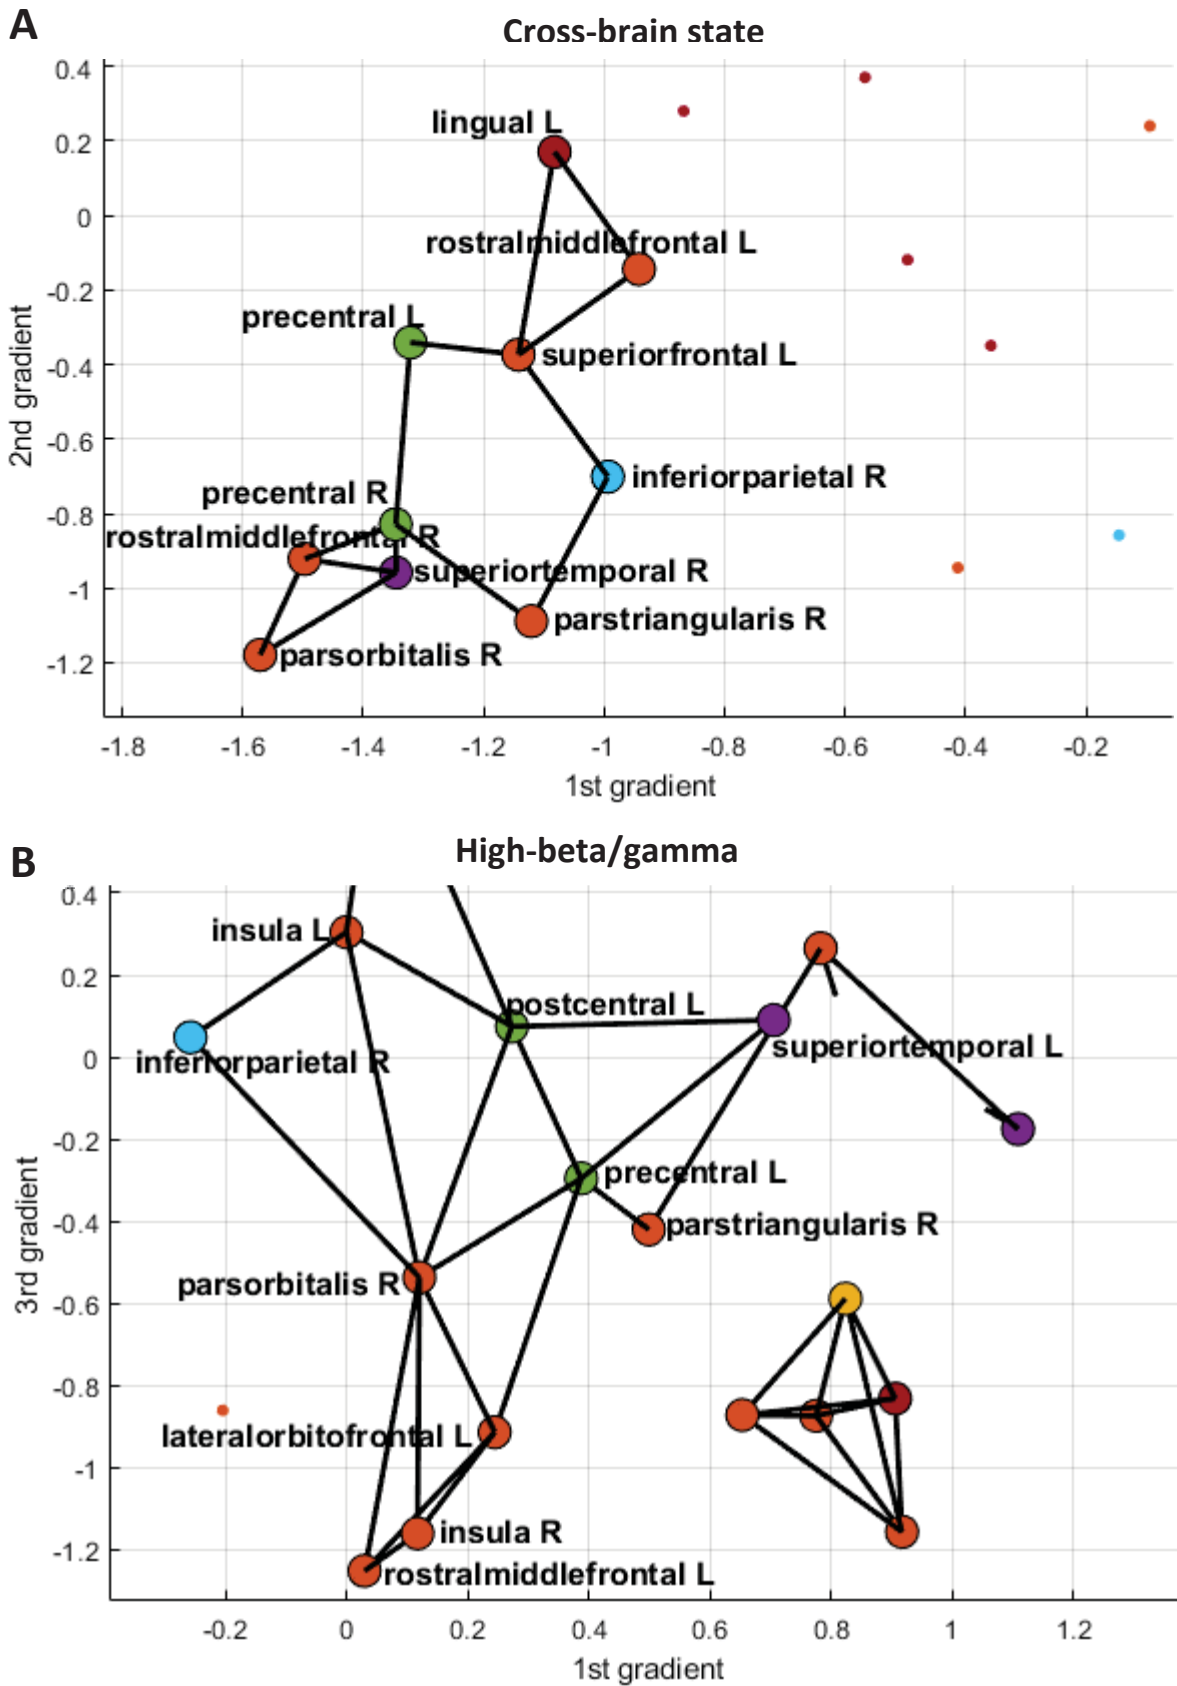 A
Cross-brain state
0.4
lingual L
0.2
0
rostralmiddlefrontal L
-0.2
precentral L
superiorfrontal L
-0.4
2nd gradient
-0.6
inferiorparietal R
precentral R
-0.8
rostralmiddlefrontal R
superiortemporal R
-1
parstriangularis R
parsorbitalis R
-1.2
-1.8 -1.6 -1.4 -1.2 -1 -0.8 -0.6 -0.4 -0.2
1st gradient
B
High-beta/gamma
0.4
insula L
0.2
postcentral L
superiortemporal L
0
inferiorparietal R
-0.2
precentral L
3rd gradient
parstriangularis R
-0.4
parsorbitalis R
-0.6
-0.8
lateralorbitofrontal L
-1
insula R
-1.2
rostralmiddlefrontal L
-0.2 0 0.2 0.4 0.6 0.8 1 1.2
1st gradient